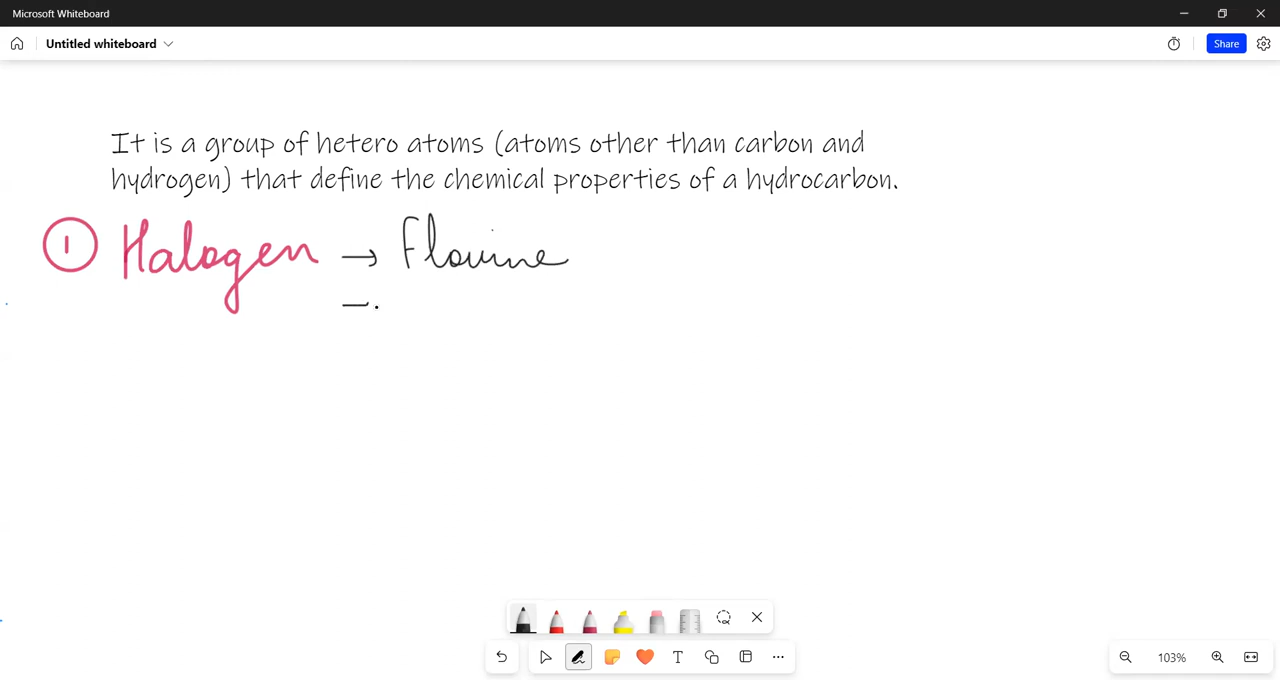 Microsoft Whiteboard
Untitled whiteboard
Share
It is a group of hetero atoms (atoms other than carbon and
hydrogen) that define the chemical properties of a hydrocarbon.
1 Halogen → Flourine
103%